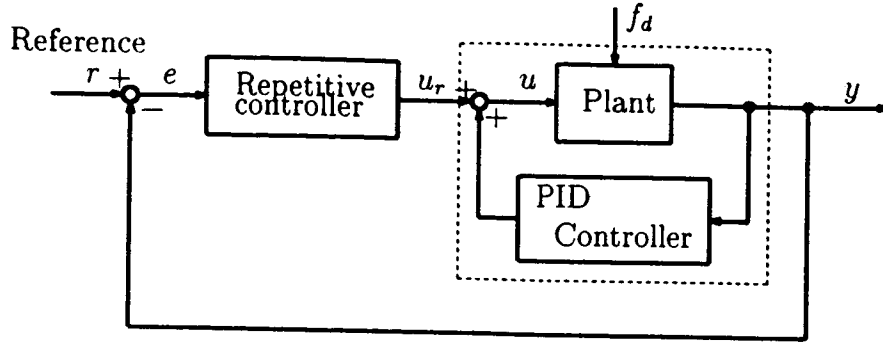 Reference
r + e
−
Repetitive
controller
u_r +
+
u
f_d
Plant
y
PID
Controller